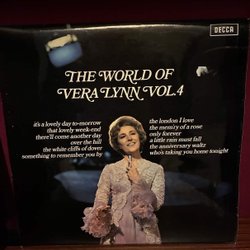 DECCA
THE WORLD OF
VERA LYNN VOL.4
it's a lovely day to-morrow
that lovely week-end
there'll come another day
over the hill
the white cliffs of dover
something to remember you by
the london I love
the memory of a rose
only forever
a little rain must fall
the anniversary waltz
who's taking you home tonight